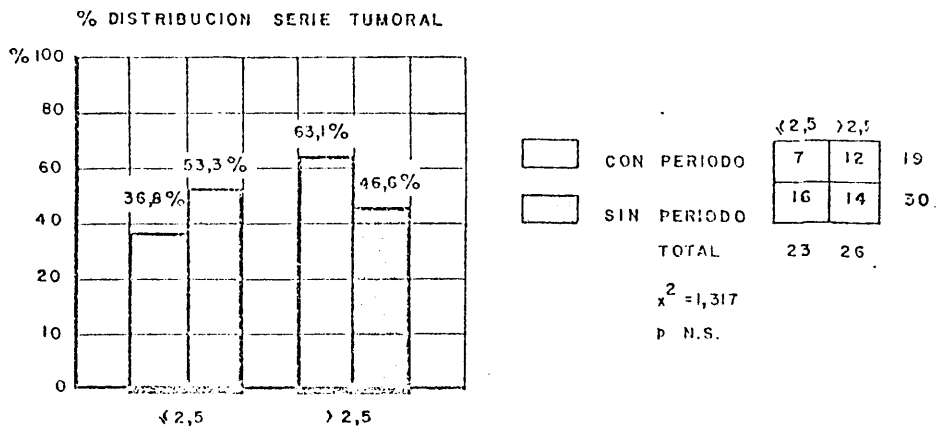 % DISTRIBUCION SERIE TUMORAL
% 100
80
60
40
20
10
0
36,8%
53,3%
63,1%
46,6%
≤2,5
>2,5
≤2,5 >2,5
CON PERIODO 7 12 19
SIN PERIODO 16 14 30
TOTAL 23 26
x² =1,317
p N.S.